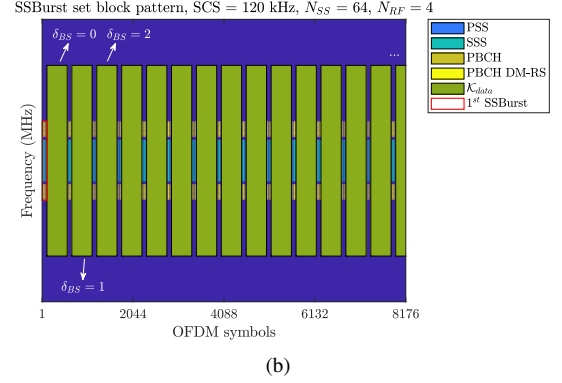 SSBurst set block pattern, SCS = 120 kHz, N_SS = 64, N_RF = 4
δ_BS = 0
δ_BS = 2
...
δ_BS = 1
Frequency (MHz)
1 2044 4088 6132 8176
OFDM symbols
PSS
SSS
PBCH
PBCH DM-RS
K_data
1^st SSBurst
(b)